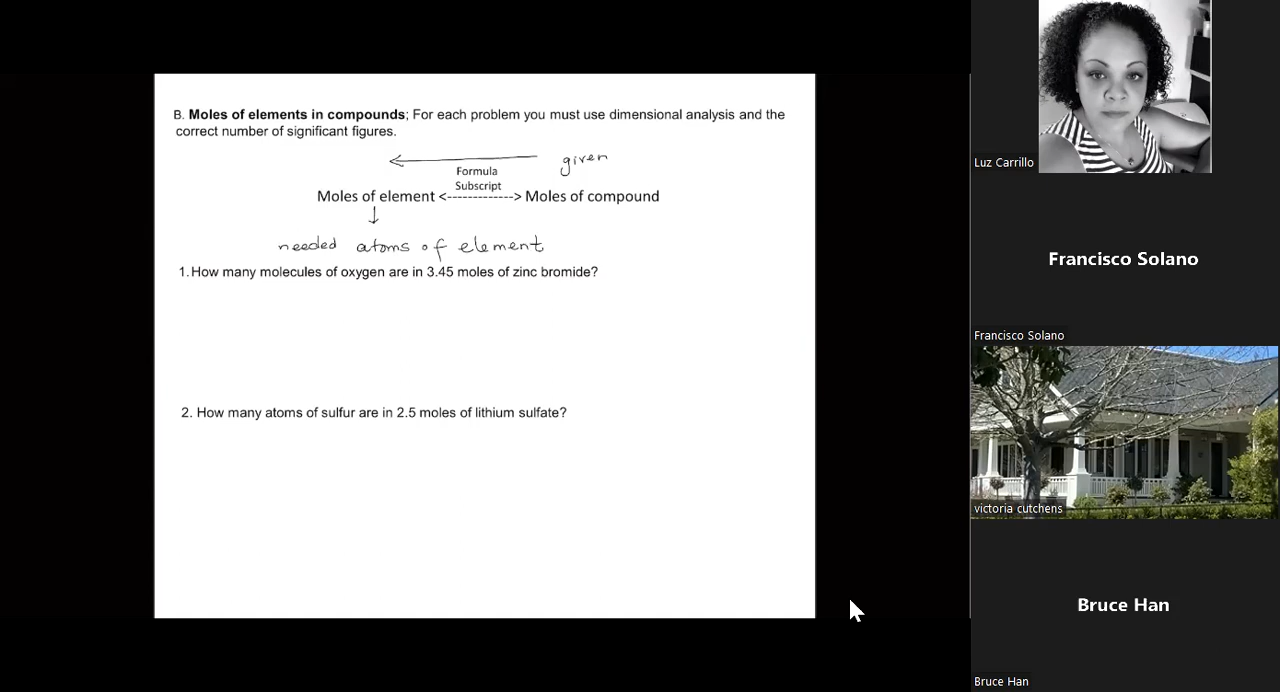 B. Moles of elements in compounds; For each problem you must use dimensional analysis and the
correct number of significant figures.
given
Formula
Subscript
Moles of element <-------------> Moles of compound
needed atoms of element
1.How many molecules of oxygen are in 3.45 moles of zinc bromide?
2. How many atoms of sulfur are in 2.5 moles of lithium sulfate?
Luz Carrillo
Francisco Solano
Francisco Solano
victoria cutchens
Bruce Han
Bruce Han